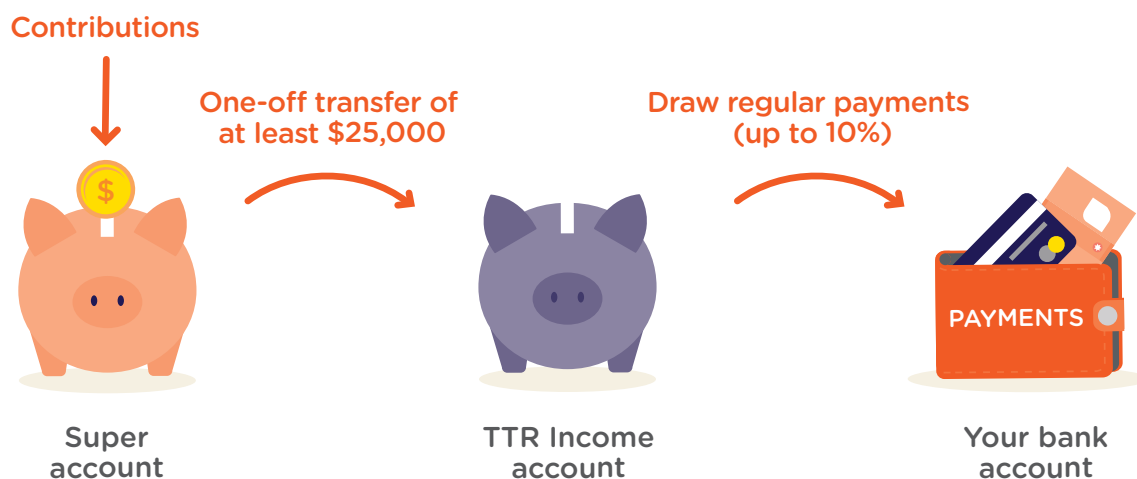 Contributions
One-off transfer of
at least $25,000
Draw regular payments
(up to 10%)
$
PAYMENTS
Super
account
TTR Income
account
Your bank
account